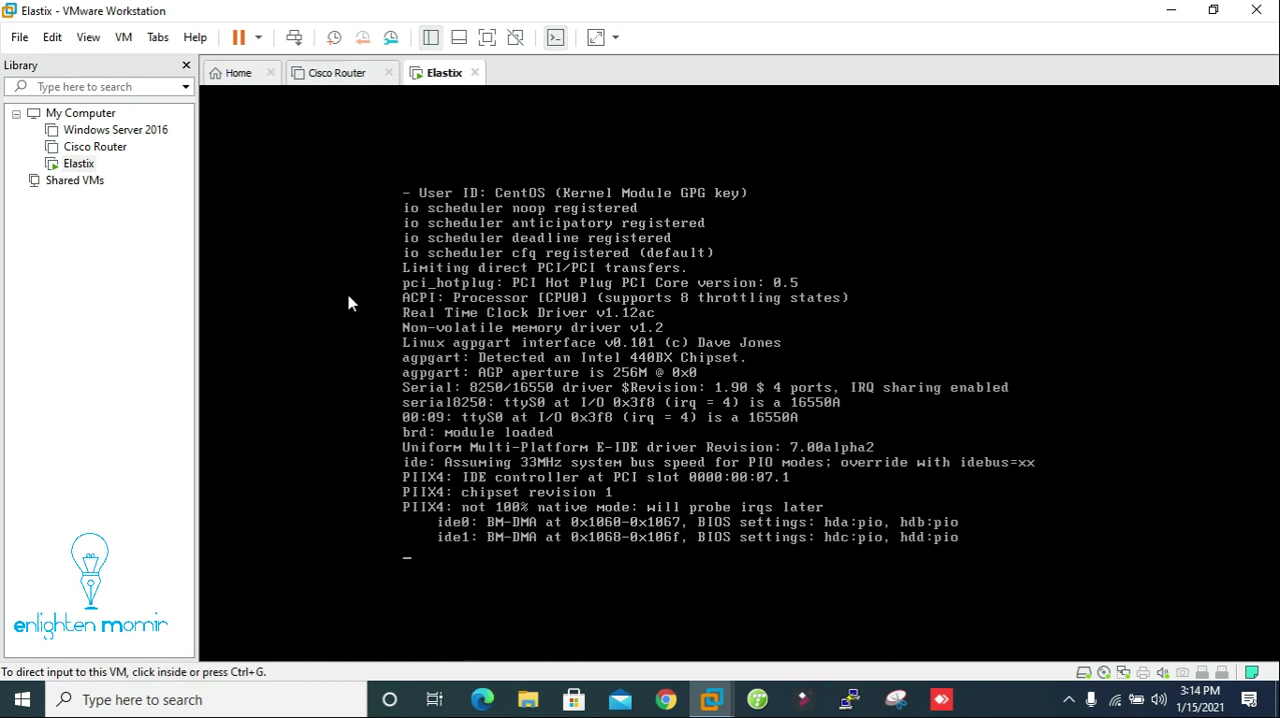 Elastix - VMware Workstation
File Edit View VM Tabs Help
Library
Type here to search
Home
Cisco Router
Elastix
My Computer
Windows Server 2016
Cisco Router
Elastix
Shared VMs
- User ID: CentOS (Kernel Module GPG key)
io scheduler noop registered
io scheduler anticipatory registered
io scheduler deadline registered
io scheduler cfq registered (default)
Limiting direct PCI/PCI transfers.
pci_hotplug: PCI Hot Plug PCI Core version: 0.5
ACPI: Processor [CPU0] (supports 8 throttling states)
Real Time Clock Driver v1.12ac
Non-volatile memory driver v1.2
Linux agpgart interface v0.101 (c) Dave Jones
agpgart: Detected an Intel 440BX Chipset.
agpgart: AGP aperture is 256M @ 0x0
Serial: 8250/16550 driver $Revision: 1.90 $ 4 ports, IRQ sharing enabled
serial8250: ttyS0 at I/O 0x3f8 (irq = 4) is a 16550A
00:09: ttyS0 at I/O 0x3f8 (irq = 4) is a 16550A
brd: module loaded
Uniform Multi-Platform E-IDE driver Revision: 7.00alpha2
ide: Assuming 33MHz system bus speed for PIO modes; override with idebus=xx
PIIX4: IDE controller at PCI slot 0000:00:07.1
PIIX4: chipset revision 1
PIIX4: not 100% native mode: will probe irqs later
ide0: BM-DMA at 0x1060-0x1067, BIOS settings: hda:pio, hdb:pio
ide1: BM-DMA at 0x1068-0x106f, BIOS settings: hdc:pio, hdd:pio
enlighten momin
To direct input to this VM, click inside or press Ctrl+G.
Type here to search
3:14 PM
1/15/2021